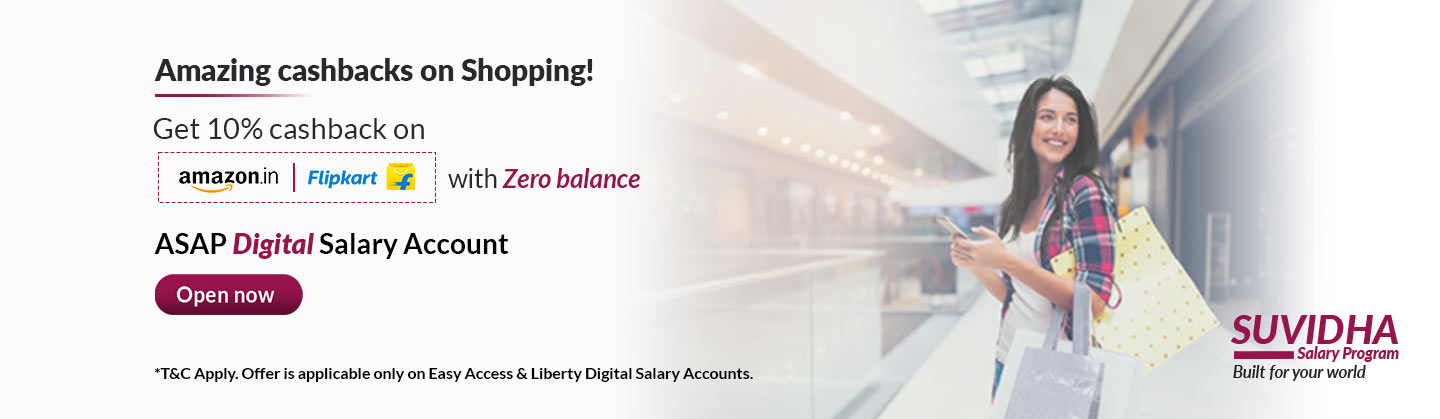 Amazing cashbacks on Shopping!
Get 10% cashback on
amazon.in | Flipkart with Zero balance
ASAP Digital Salary Account
Open now
*T&C Apply. Offer is applicable only on Easy Access & Liberty Digital Salary Accounts.
SUVIDHA
Salary Program
Built for your world